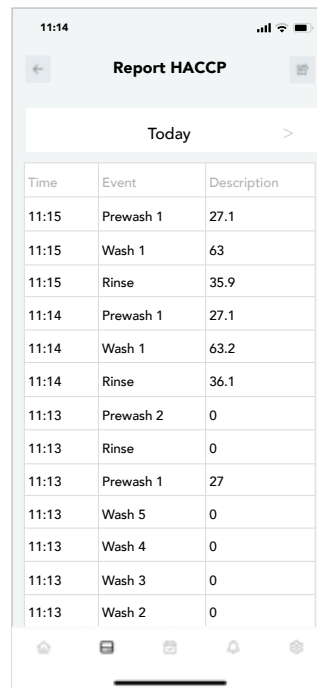 11:14
Report HACCP
Today >
Time Event Description
11:15 Prewash 1 27.1
11:15 Wash 1 63
11:15 Rinse 35.9
11:14 Prewash 1 27.1
11:14 Wash 1 63.2
11:14 Rinse 36.1
11:13 Prewash 2 0
11:13 Rinse 0
11:13 Prewash 1 27
11:13 Wash 5 0
11:13 Wash 4 0
11:13 Wash 3 0
11:13 Wash 2 0